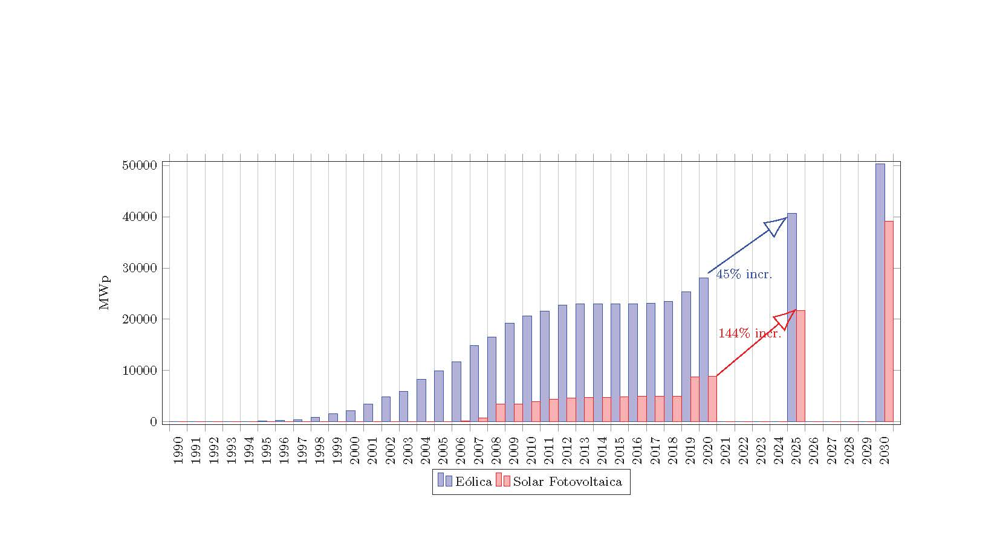 50000
40000
30000
20000
10000
0
MWp
45% incr.
144% incr.
1990 1991 1992 1993 1994 1995 1996 1997 1998 1999 2000 2001 2002 2003 2004 2005 2006 2007 2008 2009 2010 2011 2012 2013 2014 2015 2016 2017 2018 2019 2020 2021 2022 2023 2024 2025 2026 2027 2028 2029 2030
Eólica Solar Fotovoltaica